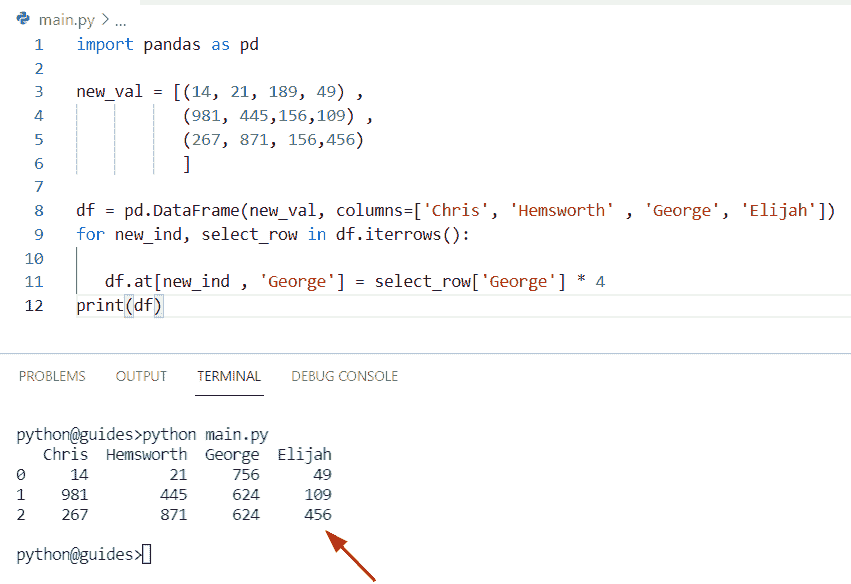 main.py > ...
1 import pandas as pd
2
3 new_val = [(14, 21, 189, 49) ,
4            (981, 445,156,109) ,
5            (267, 871, 156,456)
6            ]
7
8 df = pd.DataFrame(new_val, columns=['Chris', 'Hemsworth' , 'George', 'Elijah'])
9 for new_ind, select_row in df.iterrows():
10
11    df.at[new_ind , 'George'] = select_row['George'] * 4
12 print(df)
PROBLEMS OUTPUT TERMINAL DEBUG CONSOLE
python@guides>python main.py
   Chris  Hemsworth  George  Elijah
0     14         21     756      49
1    981        445     624     109
2    267        871     624     456
python@guides>